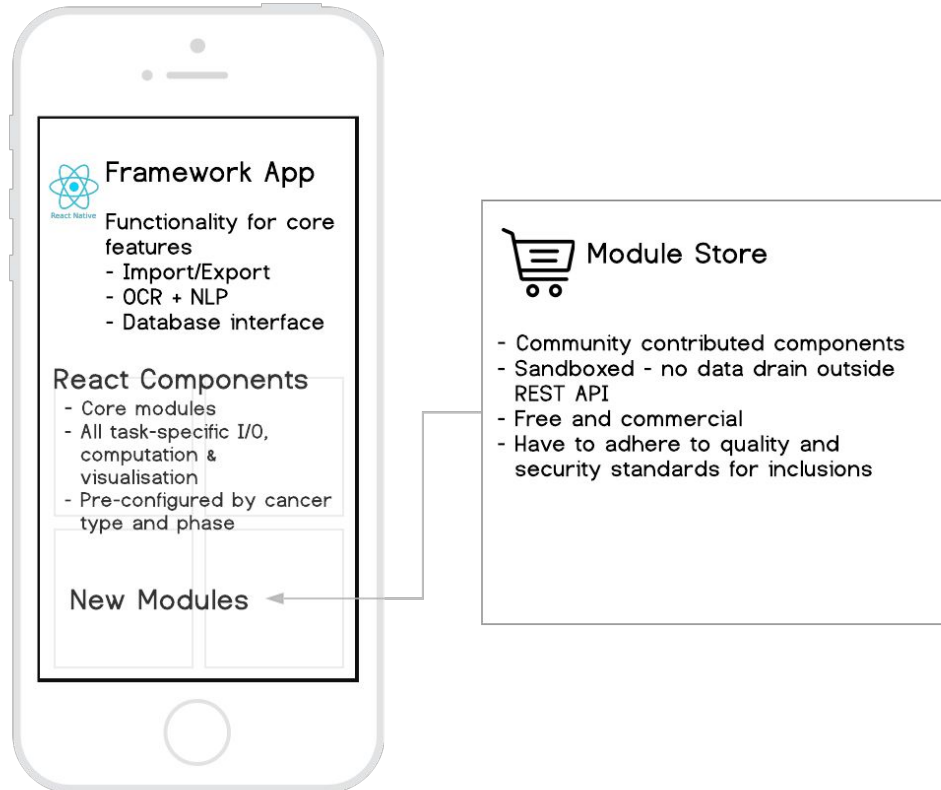 Framework App
React Native
Functionality for core
features
- Import/Export
- OCR + NLP
- Database interface
React Components
- Core modules
- All task-specific I/O,
computation &
visualisation
- Pre-configured by cancer
type and phase
New Modules
Module Store
- Community contributed components
- Sandboxed - no data drain outside
REST API
- Free and commercial
- Have to adhere to quality and
security standards for inclusions